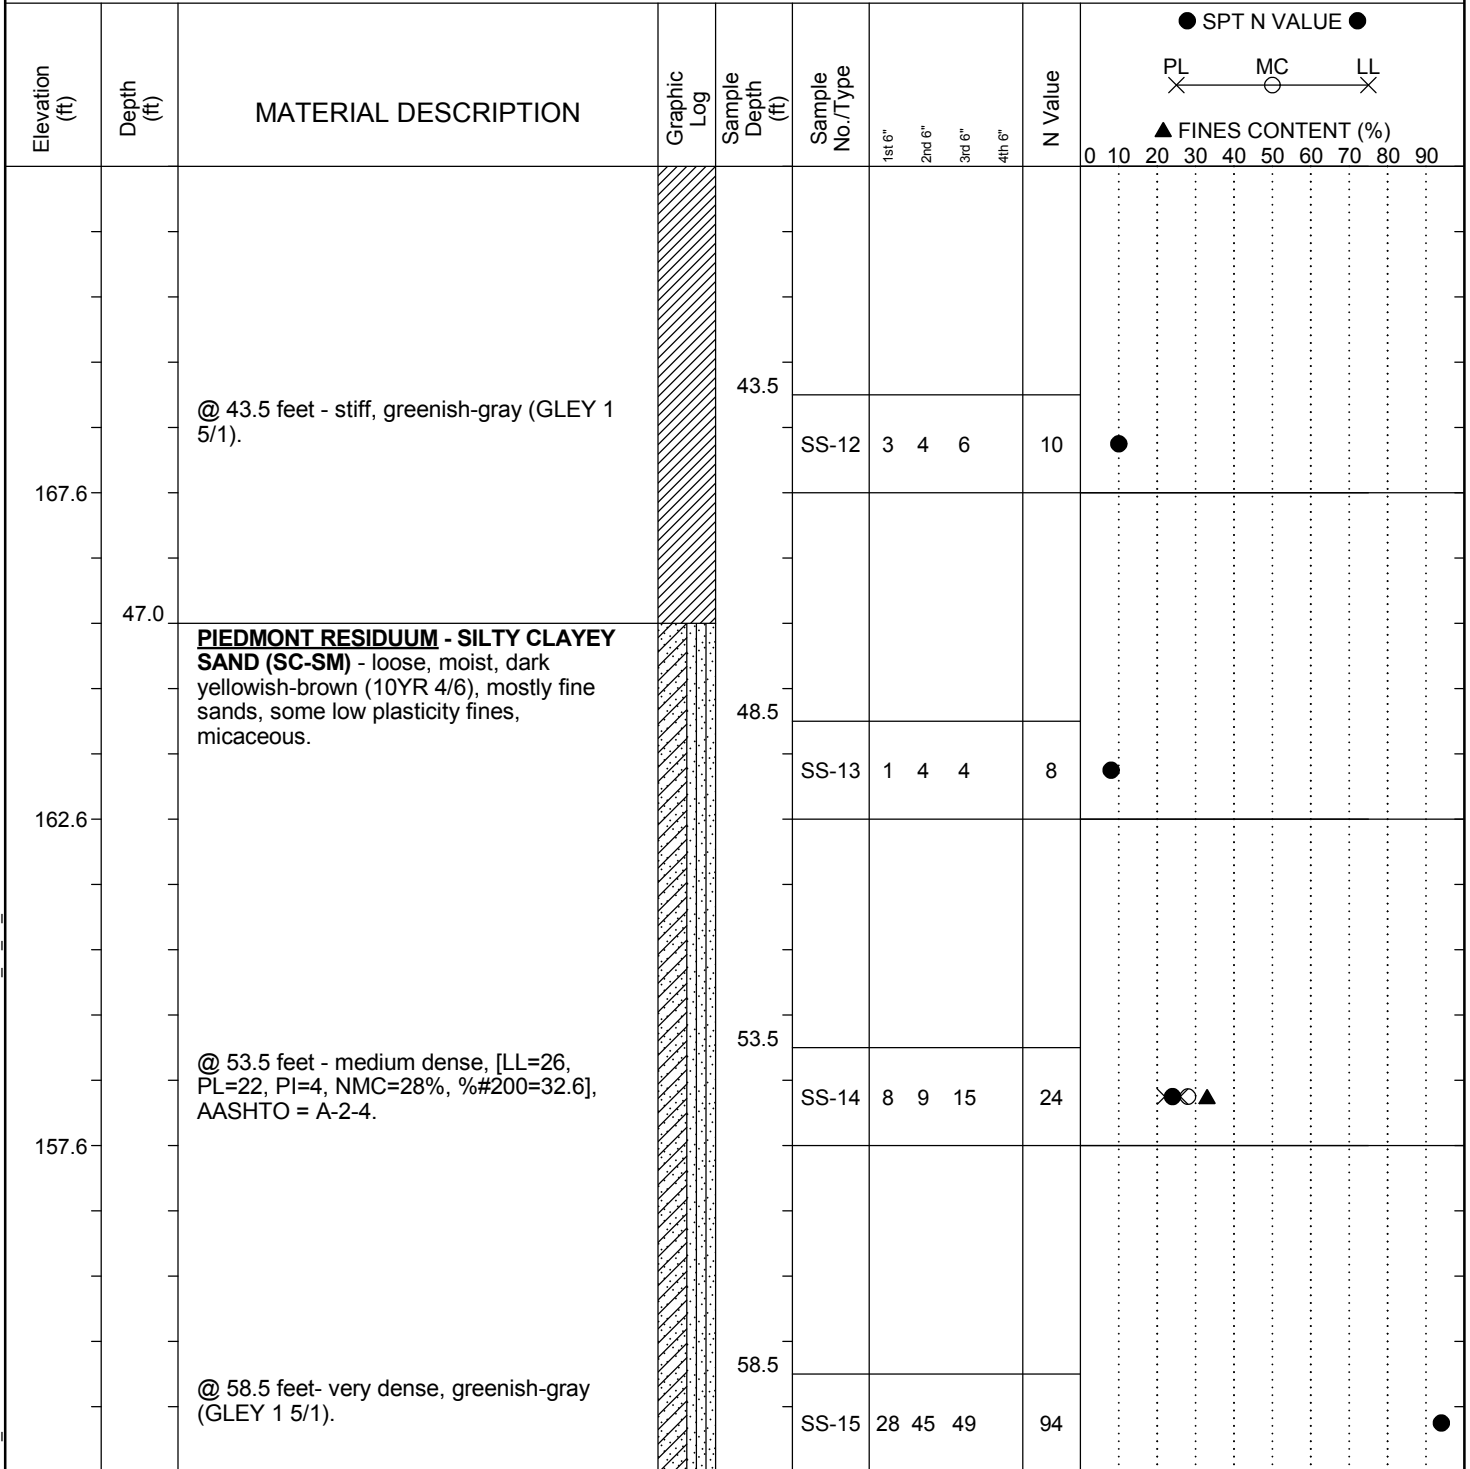 ● SPT N VALUE ●
PL MC LL
▲ FINES CONTENT (%)
0 10 20 30 40 50 60 70 80 90
Elevation (ft)
Depth (ft)
MATERIAL DESCRIPTION
Graphic Log
Sample Depth (ft)
Sample No./Type
1st 6"
2nd 6"
3rd 6"
4th 6"
N Value
43.5
@ 43.5 feet - stiff, greenish-gray (GLEY 1
5/1).
SS-12 3 4 6 10
167.6
47.0
PIEDMONT RESIDUUM - SILTY CLAYEY
SAND (SC-SM) - loose, moist, dark
yellowish-brown (10YR 4/6), mostly fine
sands, some low plasticity fines,
micaceous.
48.5
SS-13 1 4 4 8
162.6
53.5
@ 53.5 feet - medium dense, [LL=26,
PL=22, PI=4, NMC=28%, %#200=32.6],
AASHTO = A-2-4.
SS-14 8 9 15 24
157.6
58.5
@ 58.5 feet- very dense, greenish-gray
(GLEY 1 5/1).
SS-15 28 45 49 94